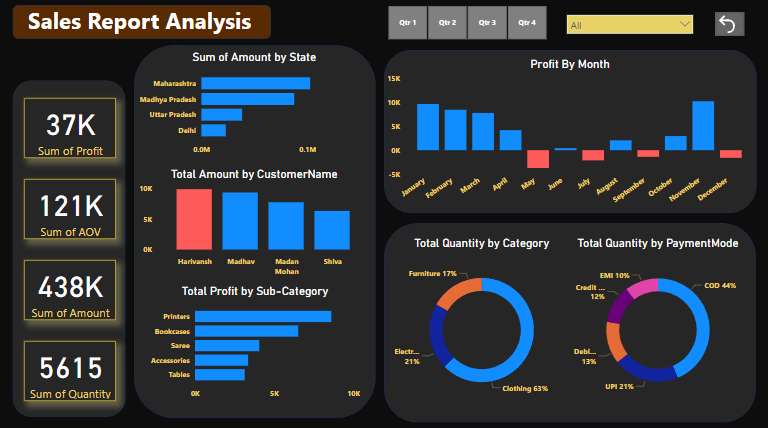 Sales Report Analysis
Qtr 1
Qtr 2
Qtr 3
Qtr 4
All
37K
Sum of Profit
121K
Sum of AOV
438K
Sum of Amount
5615
Sum of Quantity
Sum of Amount by State
Maharashtra
Madhya Pradesh
Uttar Pradesh
Delhi
0.0M
0.1M
Total Amount by CustomerName
10K
5K
0K
Harivansh
Madhav
Madan
Mohan
Shiva
Total Profit by Sub-Category
Printers
Bookcases
Saree
Accessories
Tables
0K
5K
10K
Profit By Month
15K
10K
5K
0K
-5K
January
February
March
April
May
June
July
August
September
October
November
December
Total Quantity by Category
Furniture 17%
Electr...
21%
Clothing 63%
Total Quantity by PaymentMode
EMI 10%
Credit ...
12%
Debi...
13%
UPI 21%
COD 44%